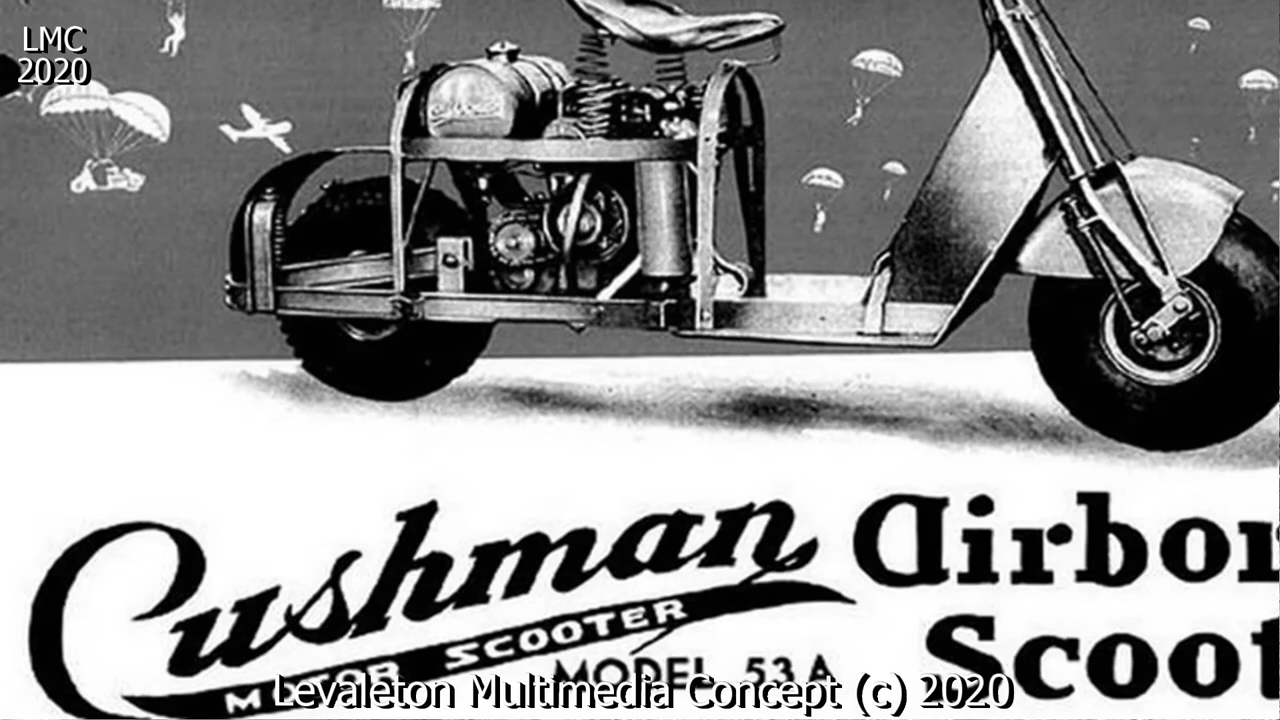 LMC
2020
Cushman
MOTOR SCOOTER
Airbor
Scoot
MODEL 53A
Levaleton Multimedia Concept (c) 2020